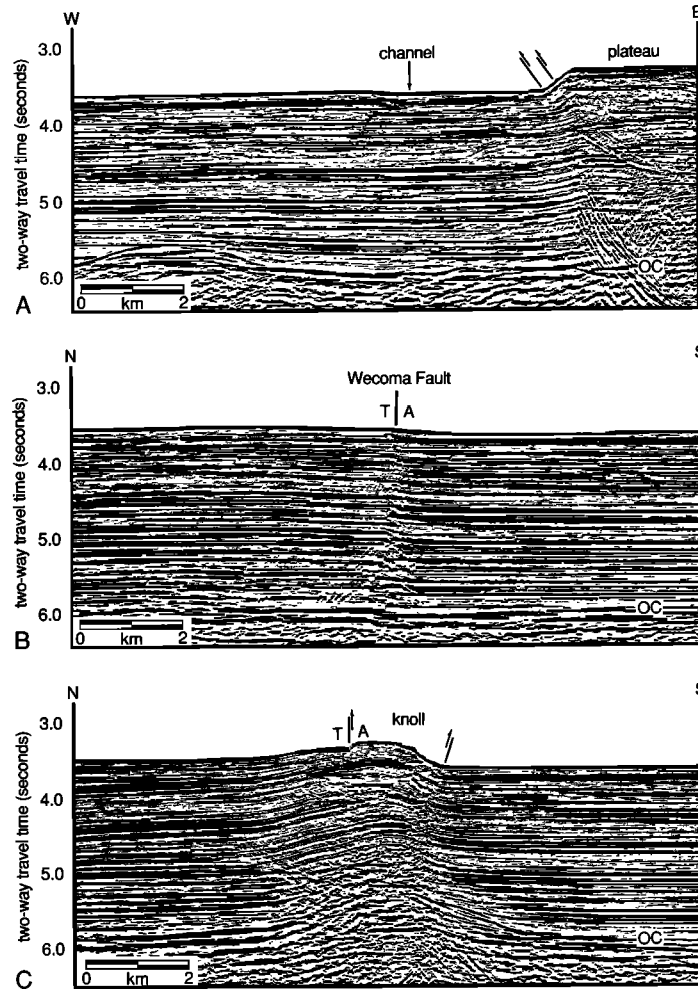 W
E
3.0
channel
plateau
4.0
5.0
6.0
OC
two-way travel time (seconds)
A
0 2
km
N
S
3.0
Wecoma Fault
T A
4.0
5.0
6.0
OC
two-way travel time (seconds)
B
0 2
km
N
S
3.0
T A
knoll
4.0
5.0
6.0
OC
two-way travel time (seconds)
C
0 2
km